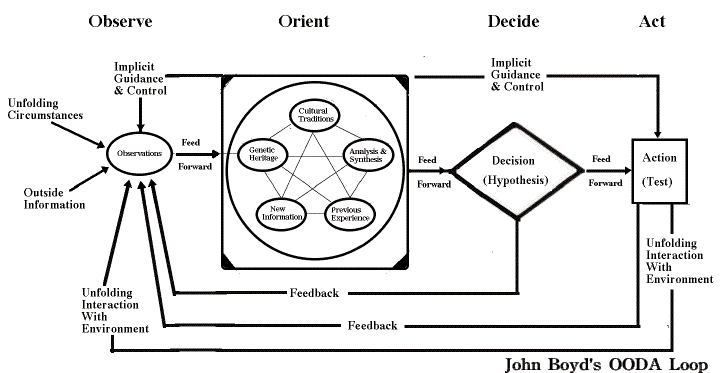 Observe
Orient
Decide
Act
Implicit
Guidance
& Control
Unfolding
Circumstances
Observations
Outside
Information
Feed
Forward
Cultural
Traditions
Genetic
Heritage
Analysis &
Synthesis
New
Information
Previous
Experience
Implicit
Guidance
& Control
Feed
Forward
Decision
(Hypothesis)
Feed
Forward
Action
(Test)
Unfolding
Interaction
With
Environment
Unfolding
Interaction
With
Environment
Feedback
Feedback
John Boyd's OODA Loop